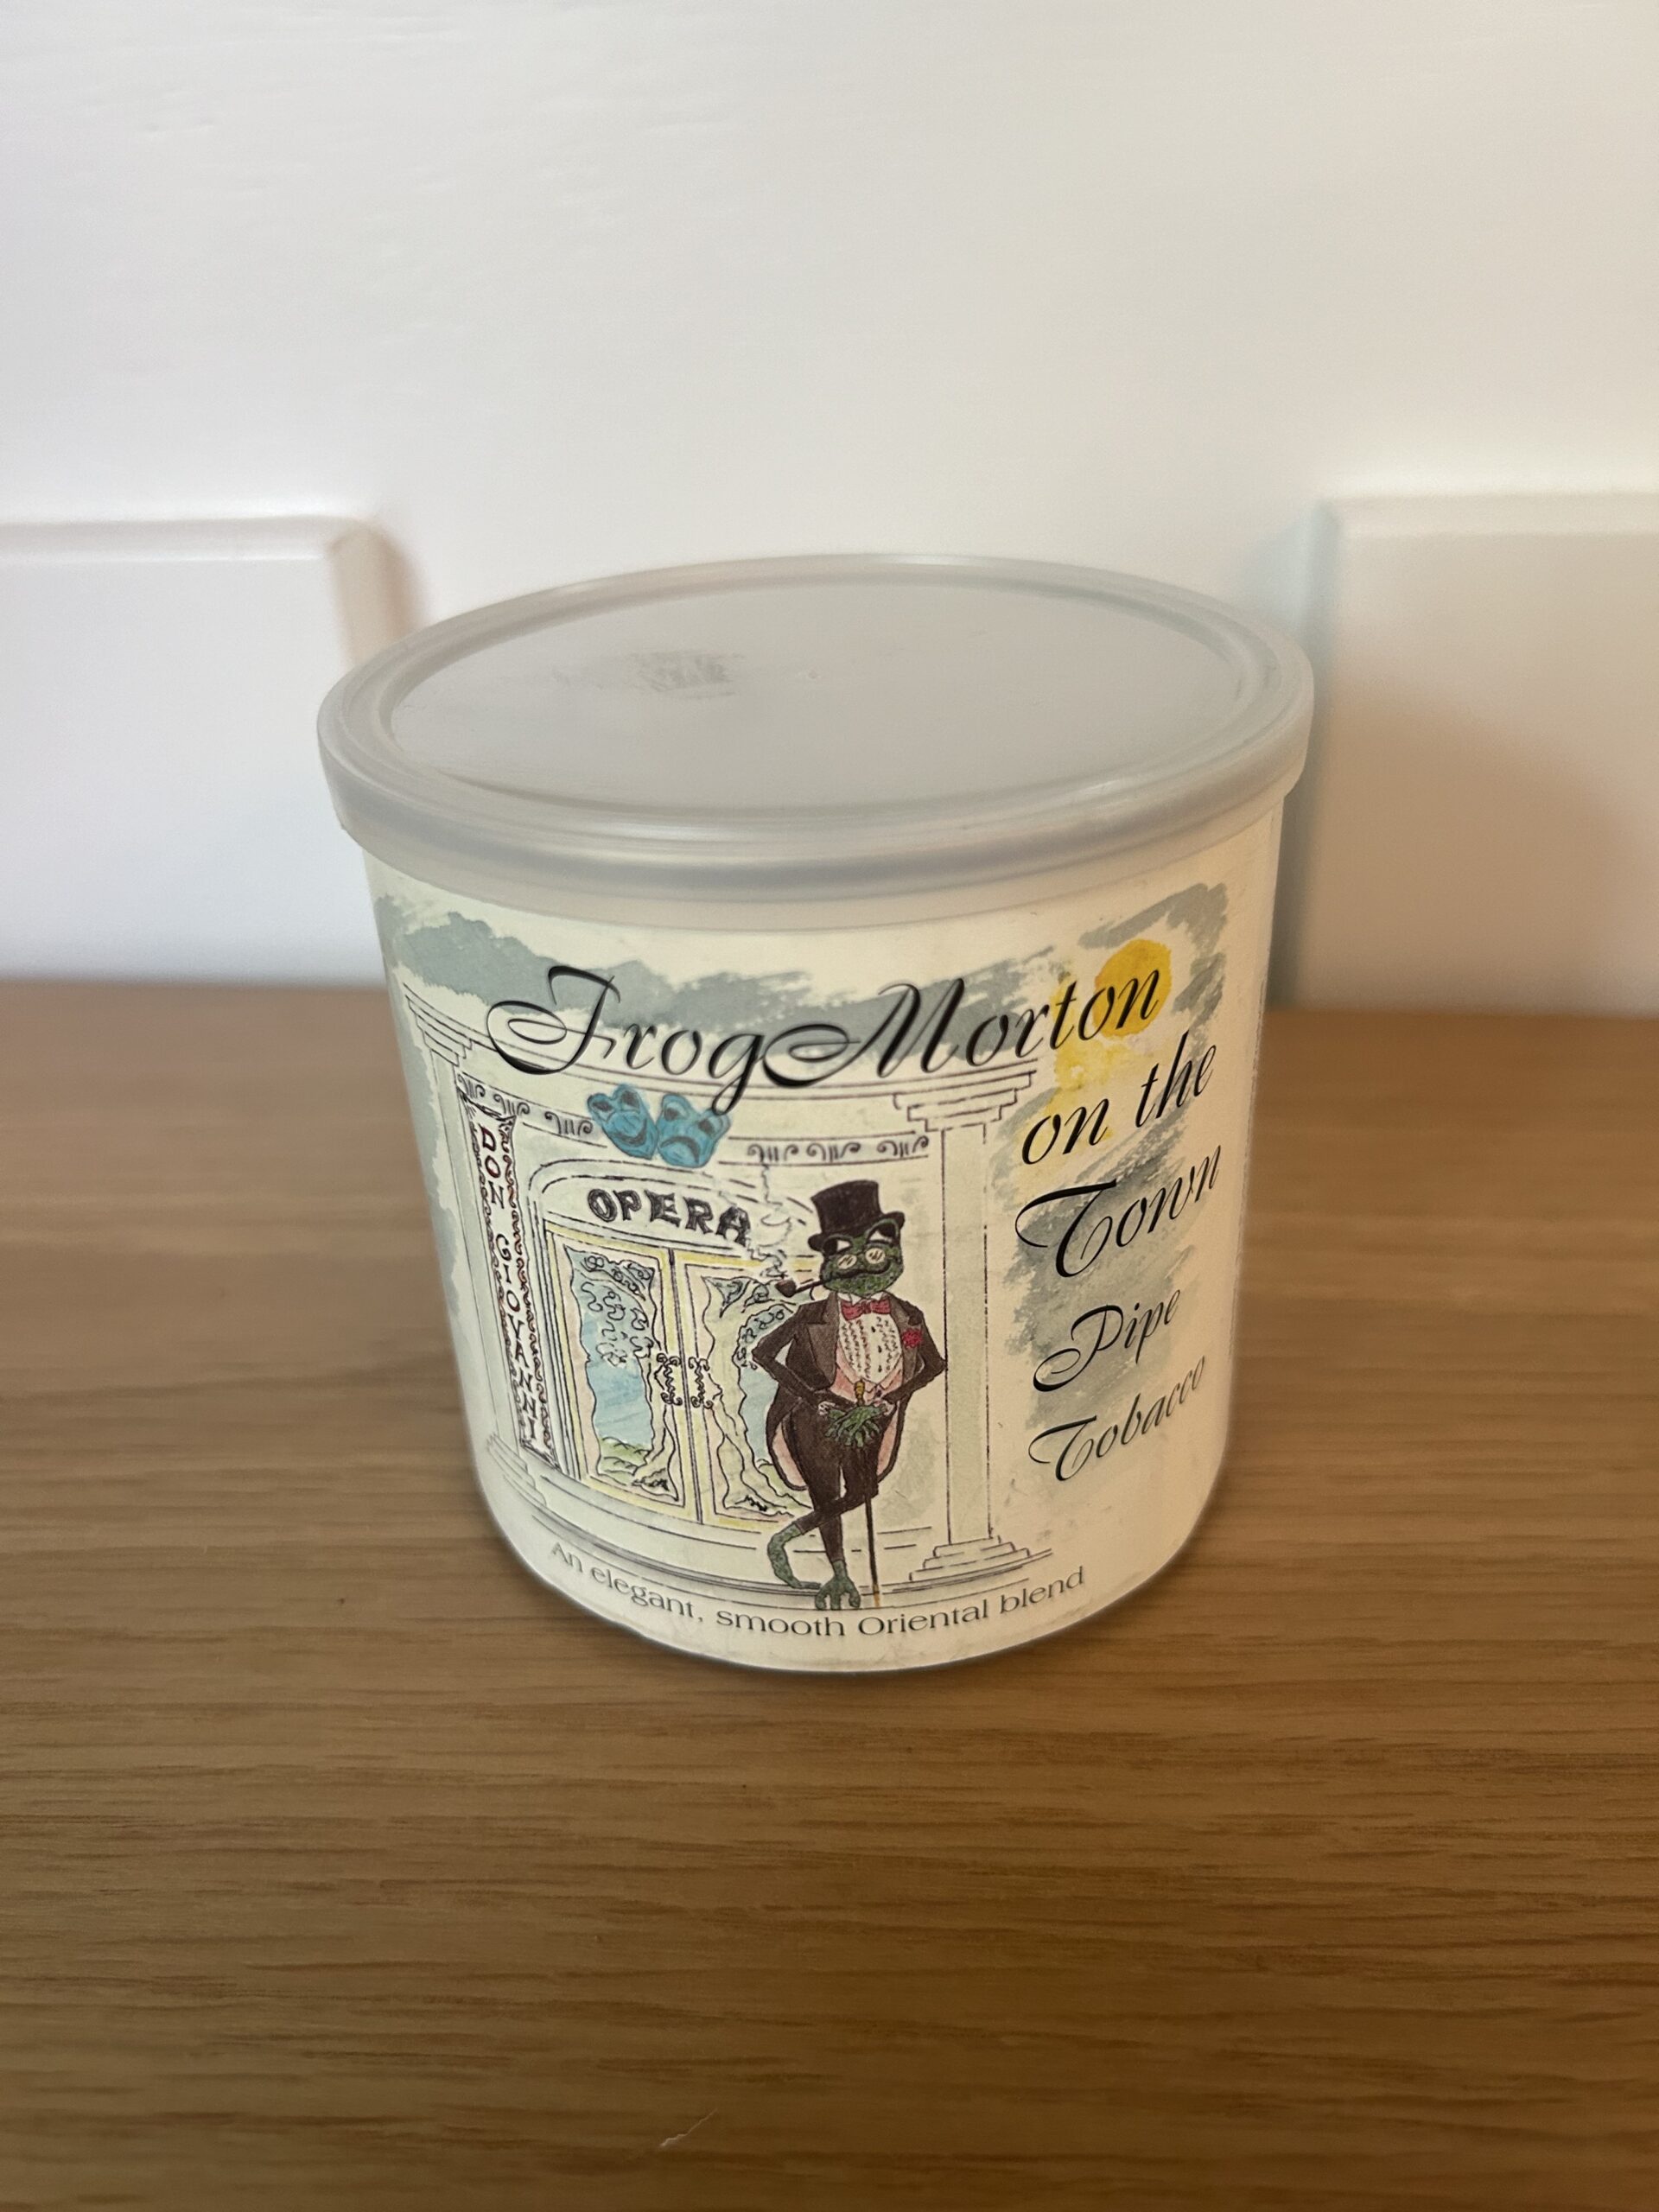 FrogMorton
on the
Town
Pipe
Tobacco
DON GIOVANNI
OPERA
An elegant, smooth Oriental blend